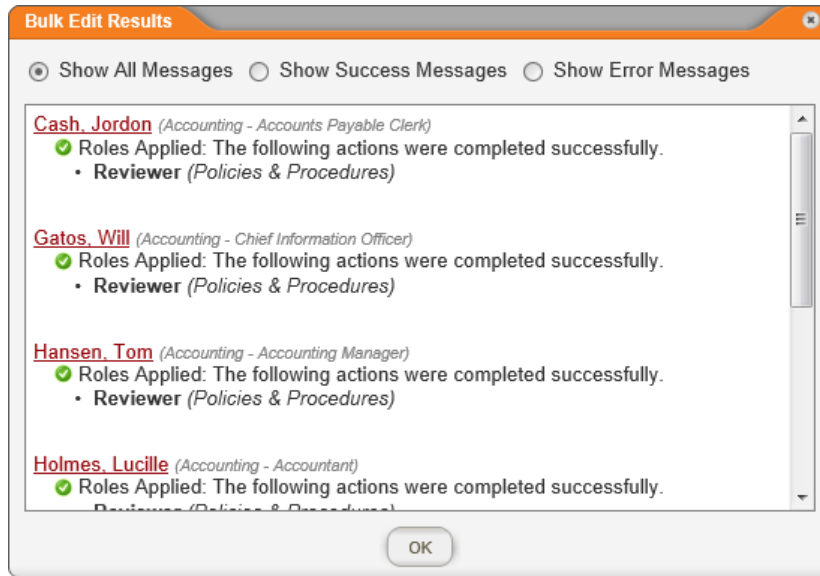 Bulk Edit Results
Show All Messages Show Success Messages Show Error Messages
Cash, Jordon (Accounting - Accounts Payable Clerk)
Roles Applied: The following actions were completed successfully.
• Reviewer (Policies & Procedures)
Gatos, Will (Accounting - Chief Information Officer)
Roles Applied: The following actions were completed successfully.
• Reviewer (Policies & Procedures)
Hansen, Tom (Accounting - Accounting Manager)
Roles Applied: The following actions were completed successfully.
• Reviewer (Policies & Procedures)
Holmes, Lucille (Accounting - Accountant)
Roles Applied: The following actions were completed successfully.
• Reviewer (Policies & Procedures)
OK